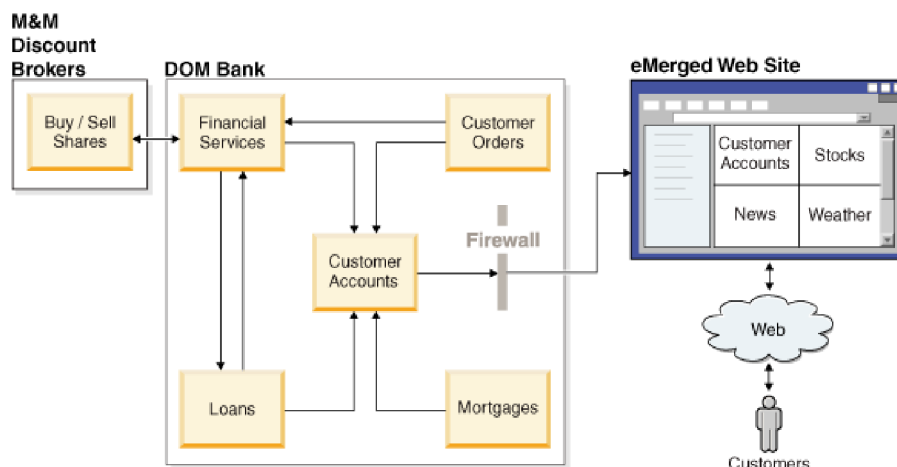 M&M
Discount
Brokers
DOM Bank
eMerged Web Site
Buy / Sell
Shares
Financial
Services
Customer
Orders
Customer
Accounts
Stocks
News
Weather
Firewall
Customer
Accounts
Web
Loans
Mortgages
Customers